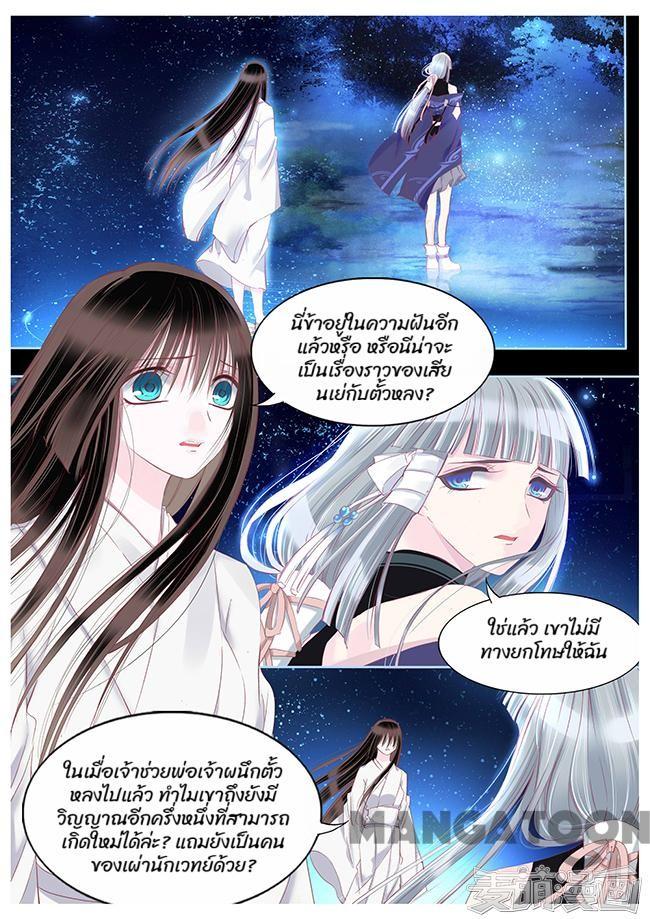 นี่ข้าอยู่ในความฝันอีก
แล้วหรือ หรือนี่น่าจะ
เป็นเรื่องราวของเสีย
นเย่กับตั้วหลง?
ใช่แล้ว เขาไม่มี
ทางยกโทษให้ฉัน
ในเมื่อเจ้าช่วยพ่อเจ้าผนึกตั้ว
หลงไปแล้ว ทำไมเขาถึงยังมี
วิญญาณอีกครึ่งหนึ่งที่สามารถ
เกิดใหม่ได้ล่ะ? แถมยังเป็นคน
ของเผ่านักเวทย์ด้วย?
MANGATOON
麦萌漫画